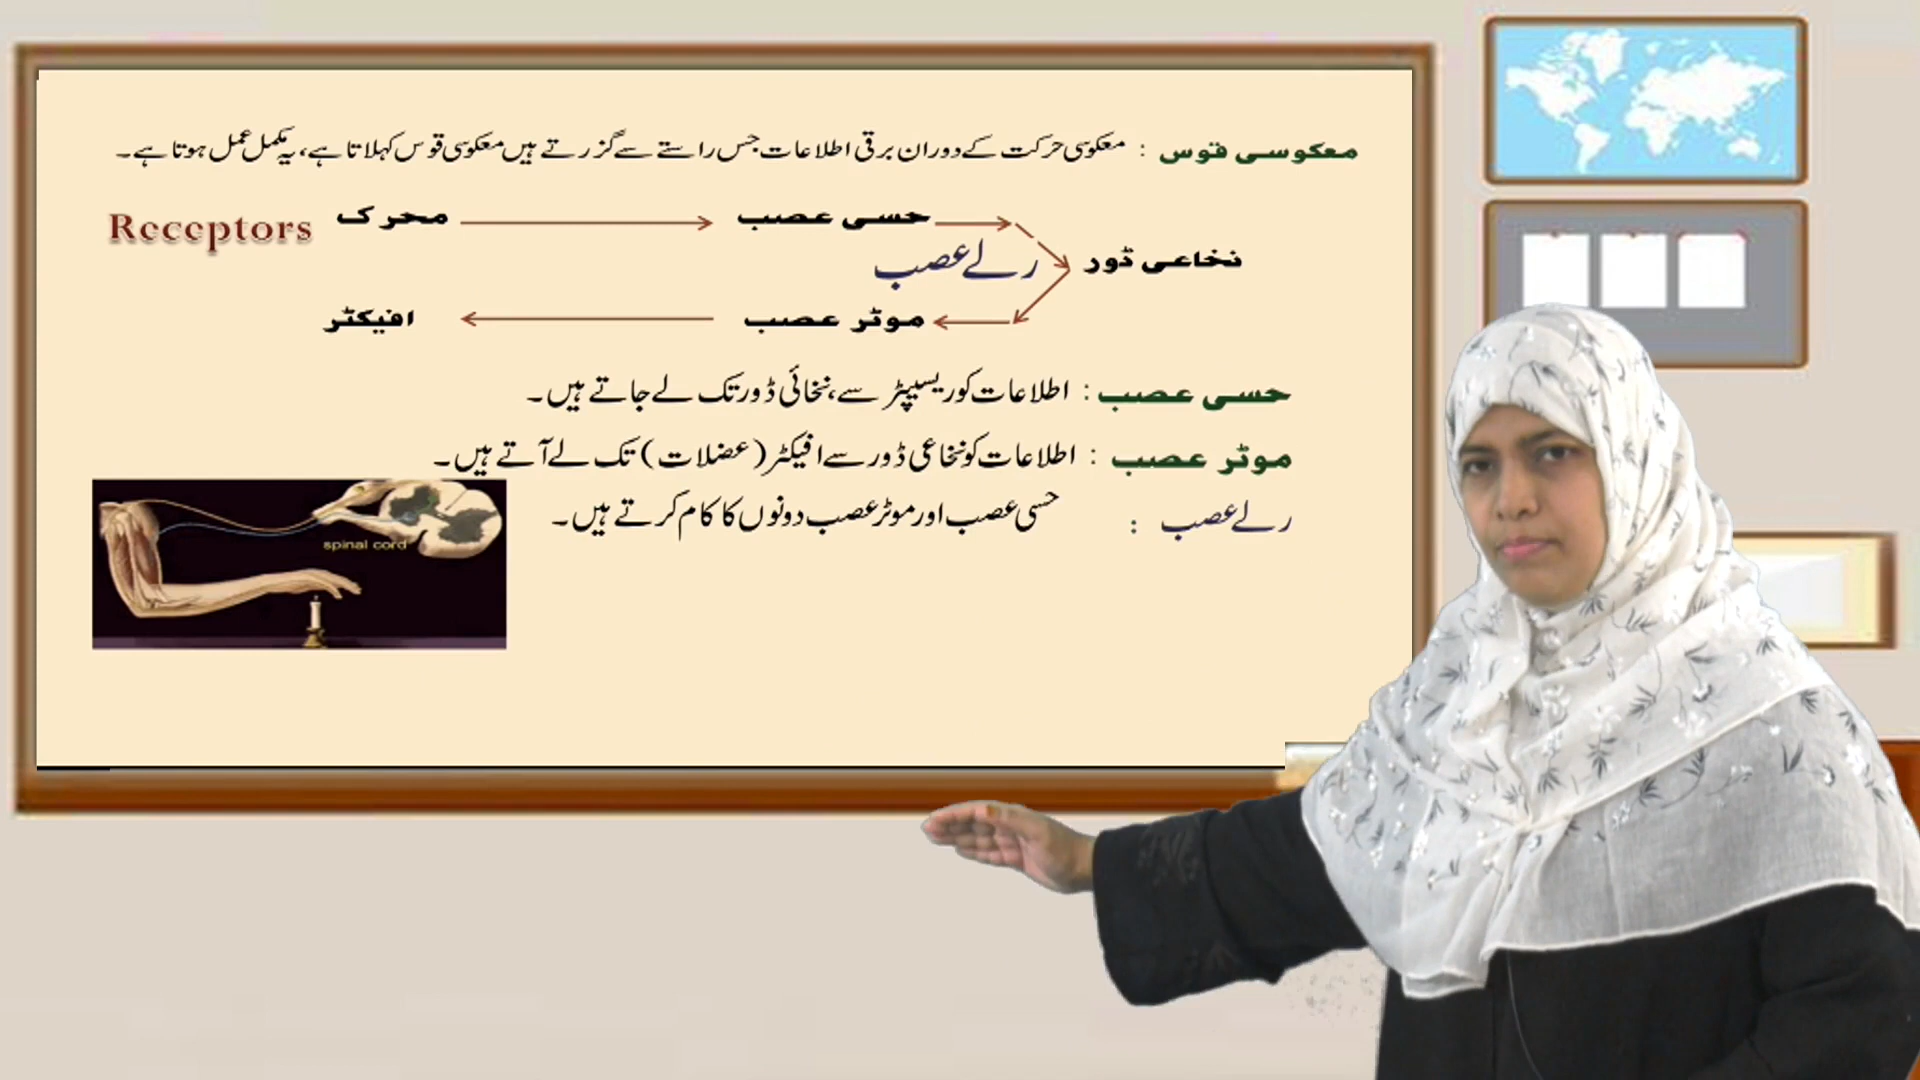 معکوسی قوس : معکوسی حرکت کے دوران برقی اطلاعات جس راستے سے گزرتے ہیں معکوسی قوس کہلاتا ہے، یہ مکمل عمل ہوتا ہے۔
Receptors محرک حسی عصب
رلے عصب نخاعی ڈور
افیکٹر موٹر عصب
حسی عصب : اطلاعات کو ریسیپٹر سے، نخائی ڈور تک لے جاتے ہیں۔
موٹر عصب : اطلاعات کو نخاعی ڈور سے افیکٹر (عضلات) تک لے آتے ہیں۔
رلے عصب : حسی عصب اور موٹر عصب دونوں کا کام کرتے ہیں۔
spinal cord